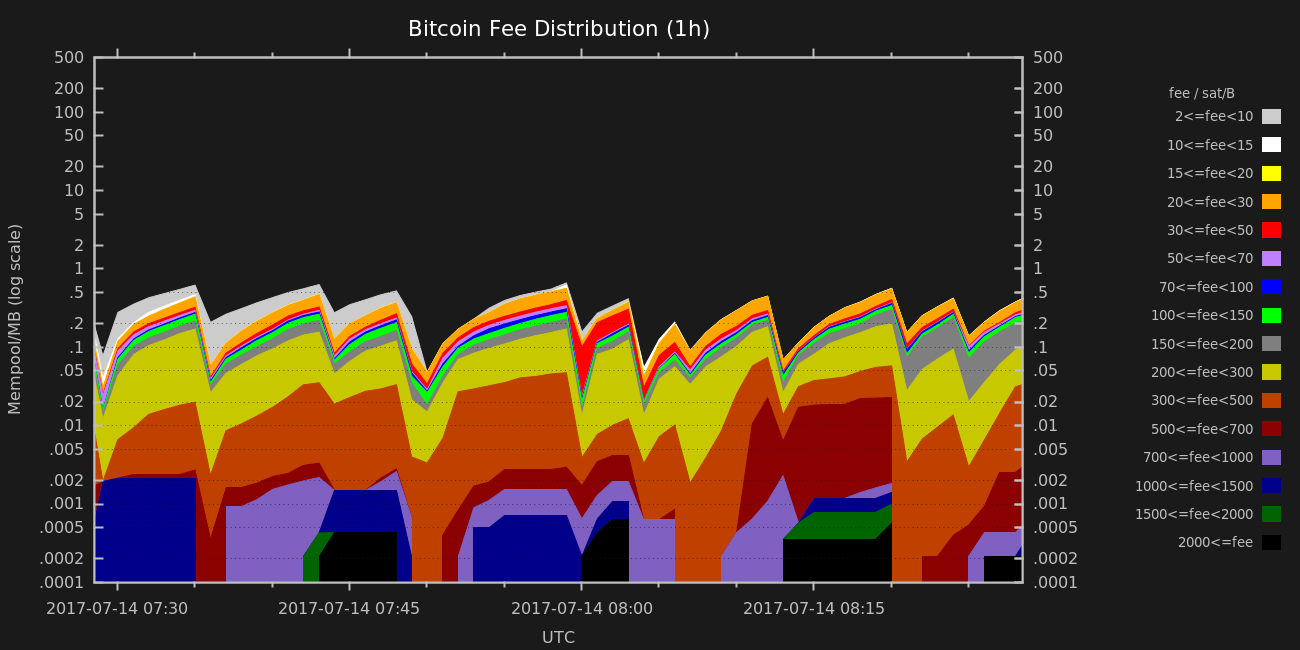 Bitcoin Fee Distribution (1h)
500 500
200 200
100 100
50 50
20 20
10 10
5 5
2 2
1 1
.5 .5
.2 .2
.1 .1
.05 .05
.02 .02
.01 .01
.005 .005
.002 .002
.001 .001
.0005 .0005
.0002 .0002
.0001 .0001
Mempool/MB (log scale)
2017-07-14 07:30 2017-07-14 07:45 2017-07-14 08:00 2017-07-14 08:15
UTC
fee / sat/B
2<=fee<10
10<=fee<15
15<=fee<20
20<=fee<30
30<=fee<50
50<=fee<70
70<=fee<100
100<=fee<150
150<=fee<200
200<=fee<300
300<=fee<500
500<=fee<700
700<=fee<1000
1000<=fee<1500
1500<=fee<2000
2000<=fee